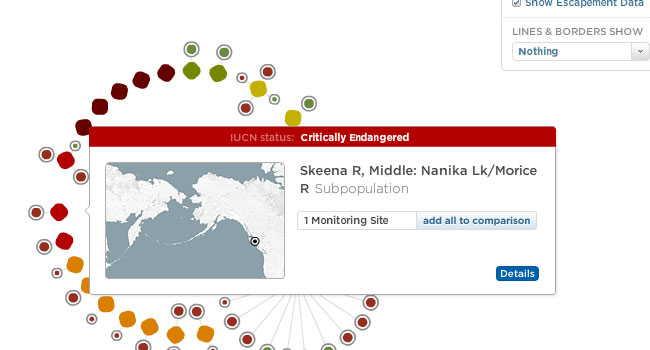 Show Escapement Data
LINES & BORDERS SHOW
Nothing
IUCN status: Critically Endangered
Skeena R, Middle: Nanika Lk/Morice
R Subpopulation
1 Monitoring Site
add all to comparison
Details